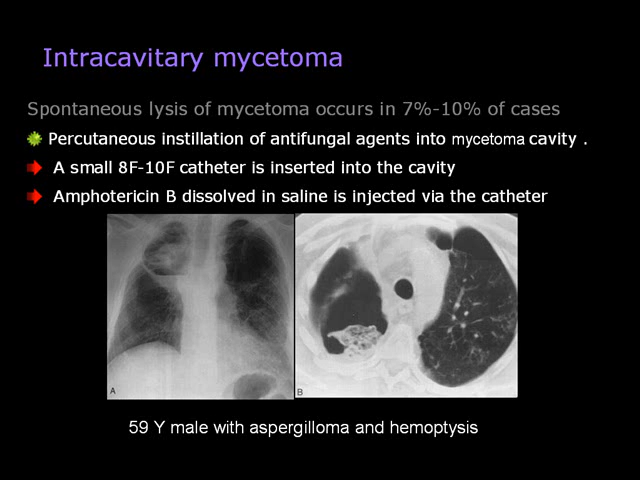 Intracavitary mycetoma
Spontaneous lysis of mycetoma occurs in 7%-10% of cases
Percutaneous instillation of antifungal agents into mycetoma cavity .
A small 8F-10F catheter is inserted into the cavity
Amphotericin B dissolved in saline is injected via the catheter
A
B
59 Y male with aspergilloma and hemoptysis